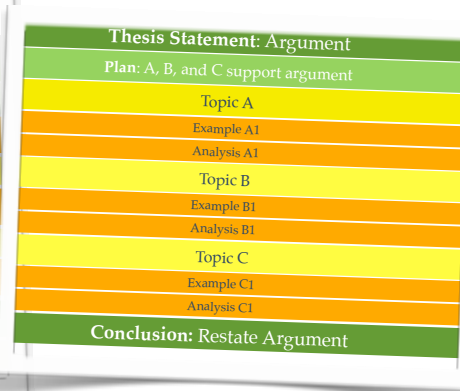 Thesis Statement: Argument
Plan: A, B, and C support argument
Topic A
Example A1
Analysis A1
Topic B
Example B1
Analysis B1
Topic C
Example C1
Analysis C1
Conclusion: Restate Argument